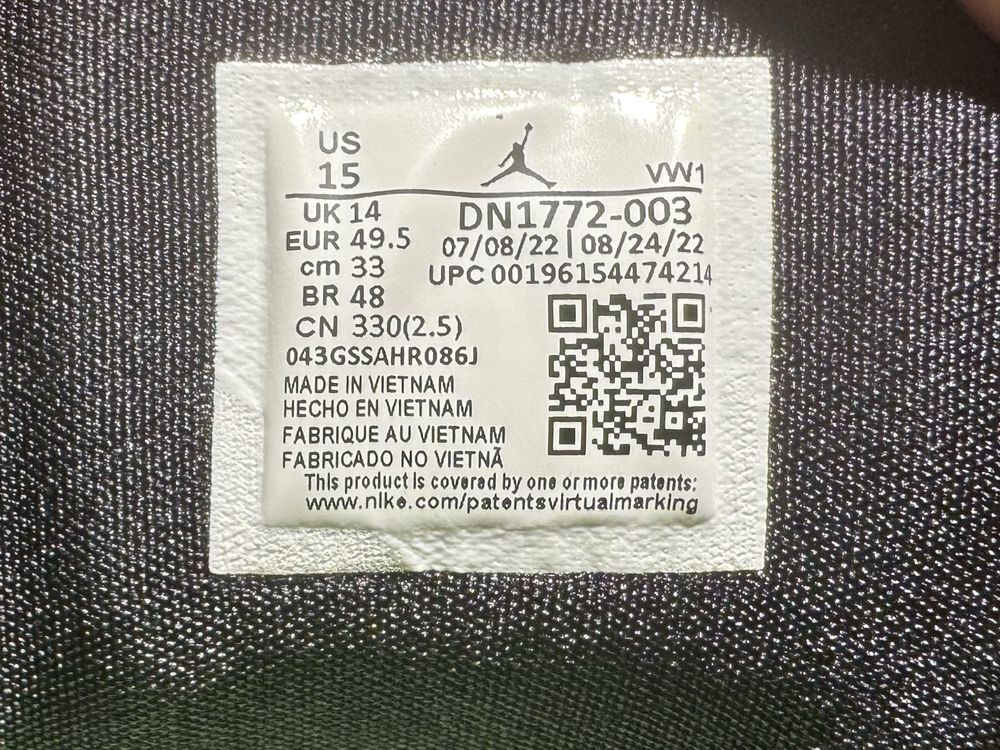 US
15
VW1
UK 14
EUR 49.5
cm 33
BR 48
CN 330(2.5)
DN1772-003
07/08/22 | 08/24/22
UPC 00196154474214
043GSSAHR086J
MADE IN VIETNAM
HECHO EN VIETNAM
FABRIQUE AU VIETNAM
FABRICADO NO VIETNÃ
This product is covered by one or more patents:
www.nike.com/patentsvirtualmarking